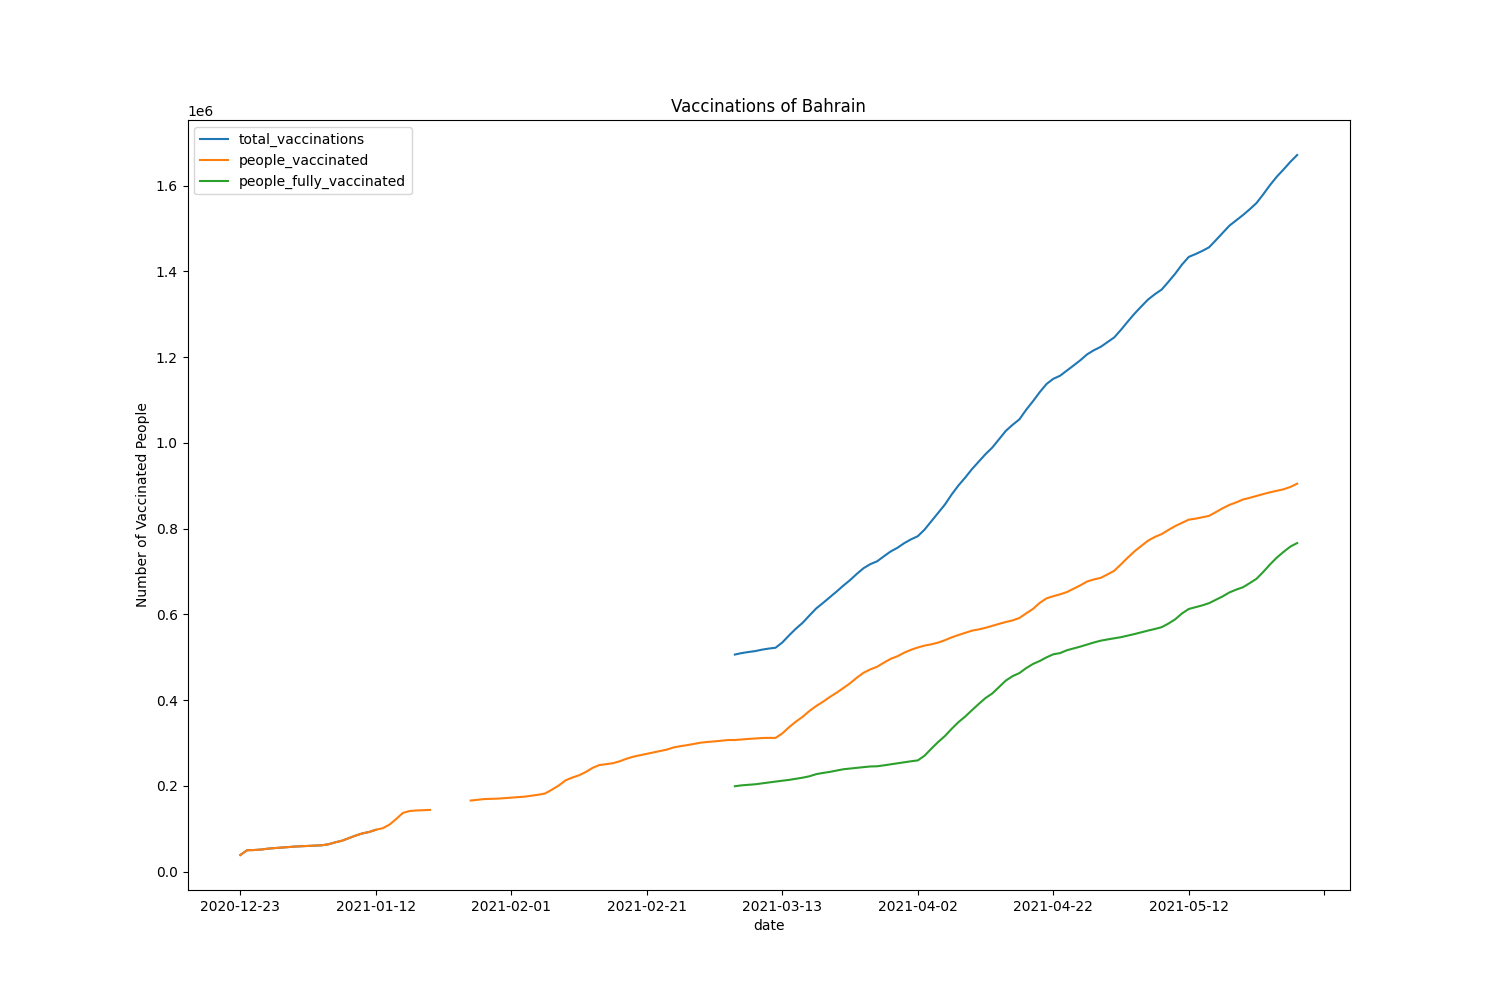 Vaccinations of Bahrain
1e6
total_vaccinations
people_vaccinated
people_fully_vaccinated
1.6
1.4
1.2
1.0
0.8
0.6
0.4
0.2
0.0
Number of Vaccinated People
2020-12-23 2021-01-12 2021-02-01 2021-02-21 2021-03-13 2021-04-02 2021-04-22 2021-05-12
date